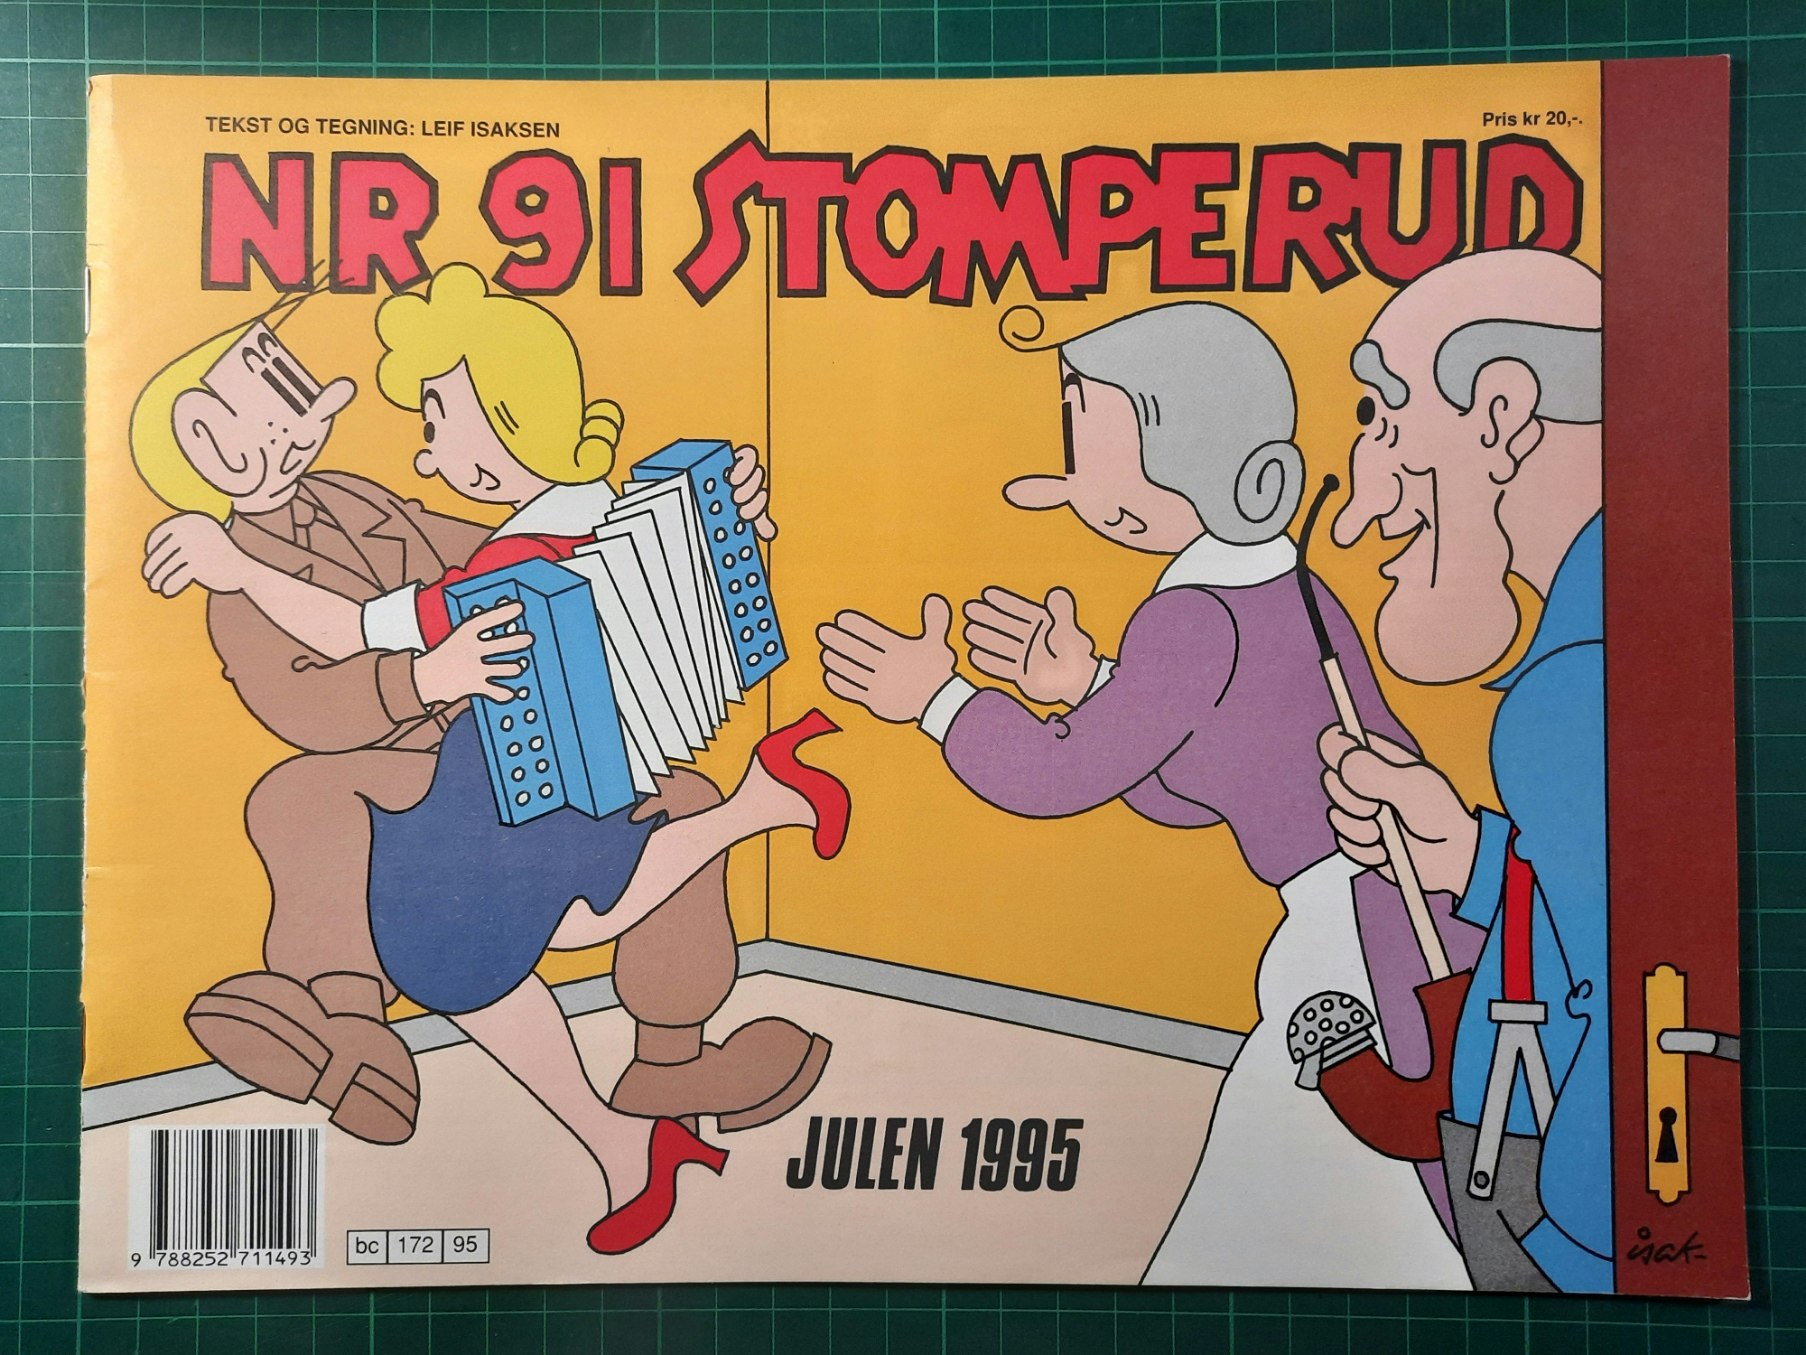 TEKST OG TEGNING: LEIF ISAKSEN
Pris kr 20,-.
NR 91 STOMPERUD
JULEN 1995
9 788252 711493
bc 172 95
isak-